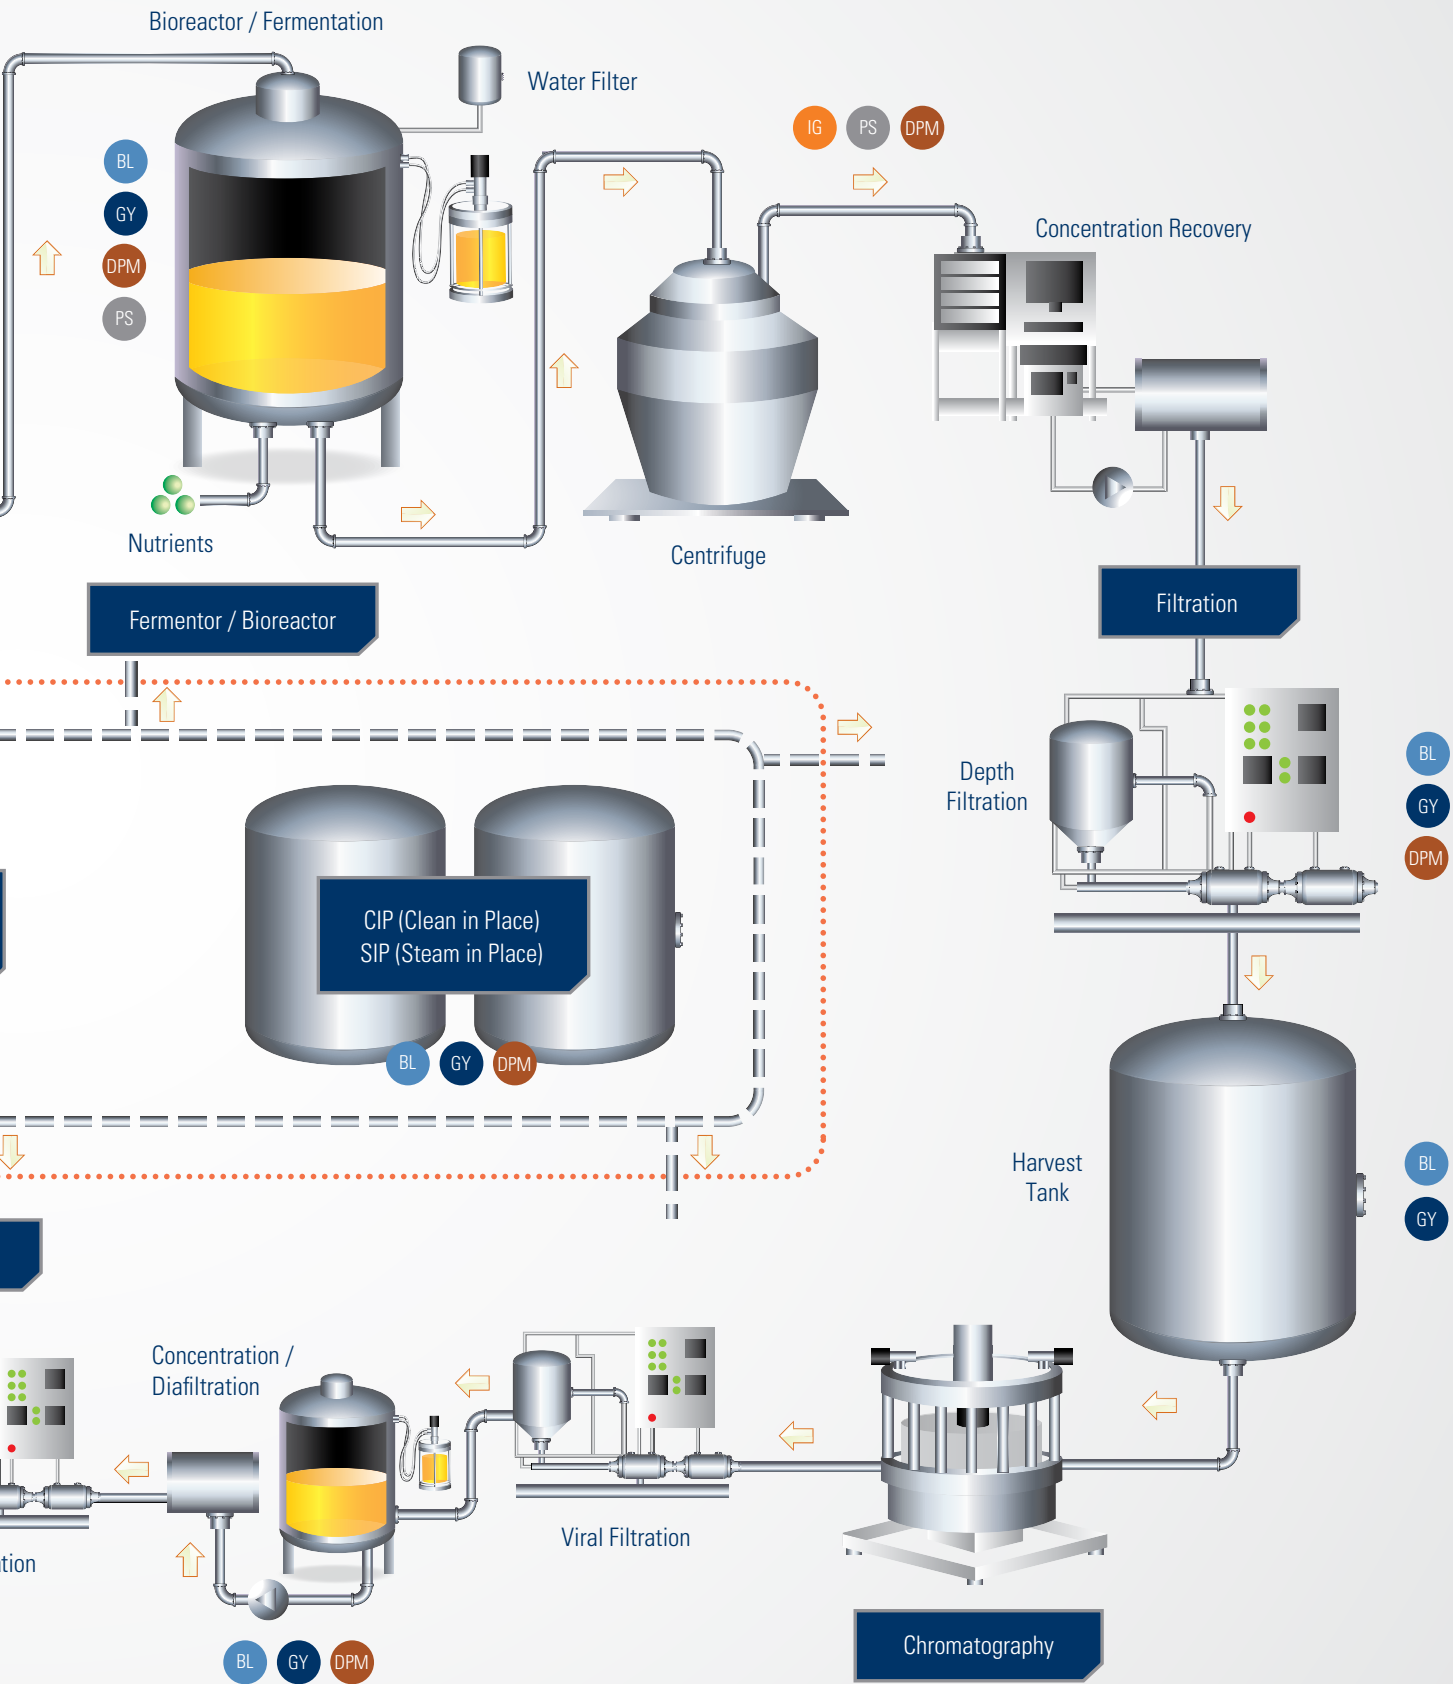 Bioreactor / Fermentation
Water Filter
IG PS DPM
BL
GY
DPM
PS
Concentration Recovery
Nutrients
Centrifuge
Fermentor / Bioreactor
Filtration
Depth
Filtration
BL
GY
DPM
CIP (Clean in Place)
SIP (Steam in Place)
BL GY DPM
Harvest
Tank
BL
GY
Concentration /
Diafiltration
Viral Filtration
Chromatography
BL GY DPM